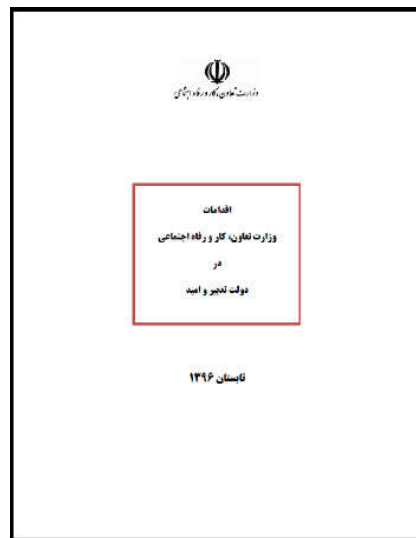 وزارت تعاون، کار و رفاه اجتماعی
اقدامات
وزارت تعاون، کار و رفاه اجتماعی
در
دولت تدبیر و امید
تابستان ۱۳۹۶